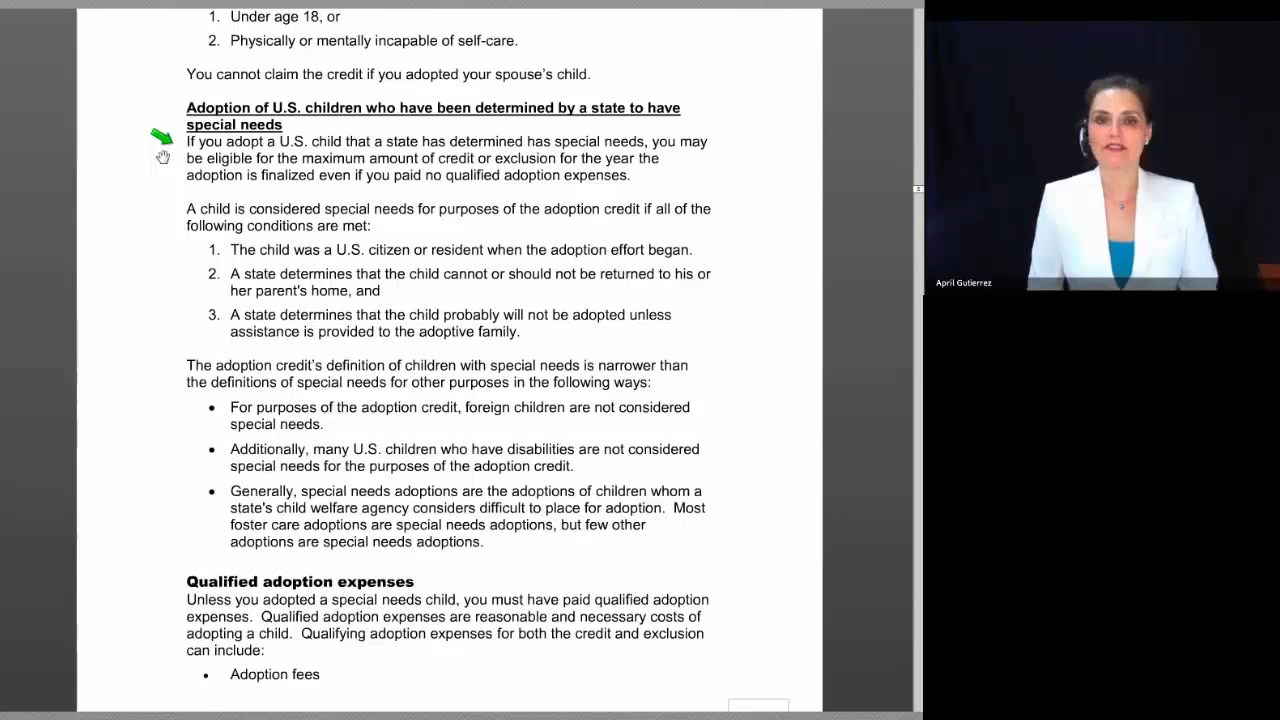 1. Under age 18, or
2. Physically or mentally incapable of self-care.
You cannot claim the credit if you adopted your spouse's child.
Adoption of U.S. children who have been determined by a state to have
special needs
If you adopt a U.S. child that a state has determined has special needs, you may
be eligible for the maximum amount of credit or exclusion for the year the
adoption is finalized even if you paid no qualified adoption expenses.
A child is considered special needs for purposes of the adoption credit if all of the
following conditions are met:
1. The child was a U.S. citizen or resident when the adoption effort began.
2. A state determines that the child cannot or should not be returned to his or
her parent's home, and
3. A state determines that the child probably will not be adopted unless
assistance is provided to the adoptive family.
The adoption credit's definition of children with special needs is narrower than
the definitions of special needs for other purposes in the following ways:
• For purposes of the adoption credit, foreign children are not considered
special needs.
• Additionally, many U.S. children who have disabilities are not considered
special needs for the purposes of the adoption credit.
• Generally, special needs adoptions are the adoptions of children whom a
state's child welfare agency considers difficult to place for adoption. Most
foster care adoptions are special needs adoptions, but few other
adoptions are special needs adoptions.
Qualified adoption expenses
Unless you adopted a special needs child, you must have paid qualified adoption
expenses. Qualified adoption expenses are reasonable and necessary costs of
adopting a child. Qualifying adoption expenses for both the credit and exclusion
can include:
• Adoption fees
April Gutierrez